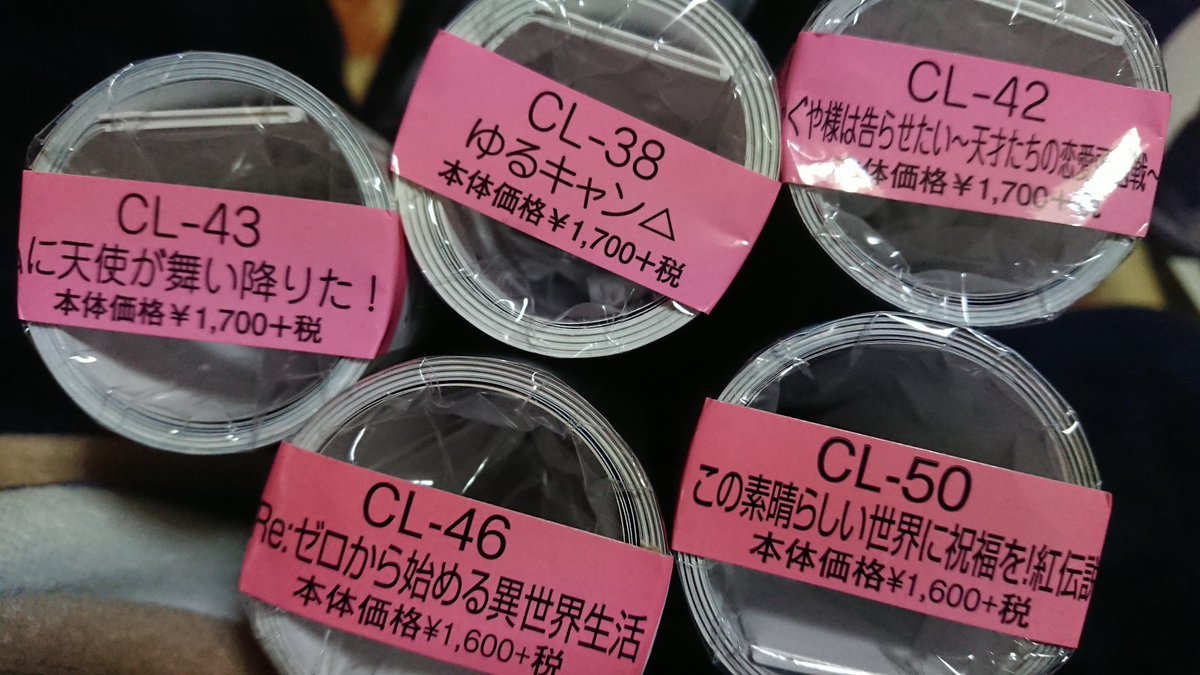 CL-43
に天使が舞い降りた！
本体価格￥1,700+税
CL-38
ゆるキャン△
本体価格￥1,700+税
CL-42
ぐや様は告らせたい～天才たちの恋愛 戦～
体価格￥1,700+税
CL-46
Re:ゼロから始める異世界生活
本体価格¥1,600+税
CL-50
この素晴らしい世界に祝福を!紅伝説
本体価格¥1,600+税